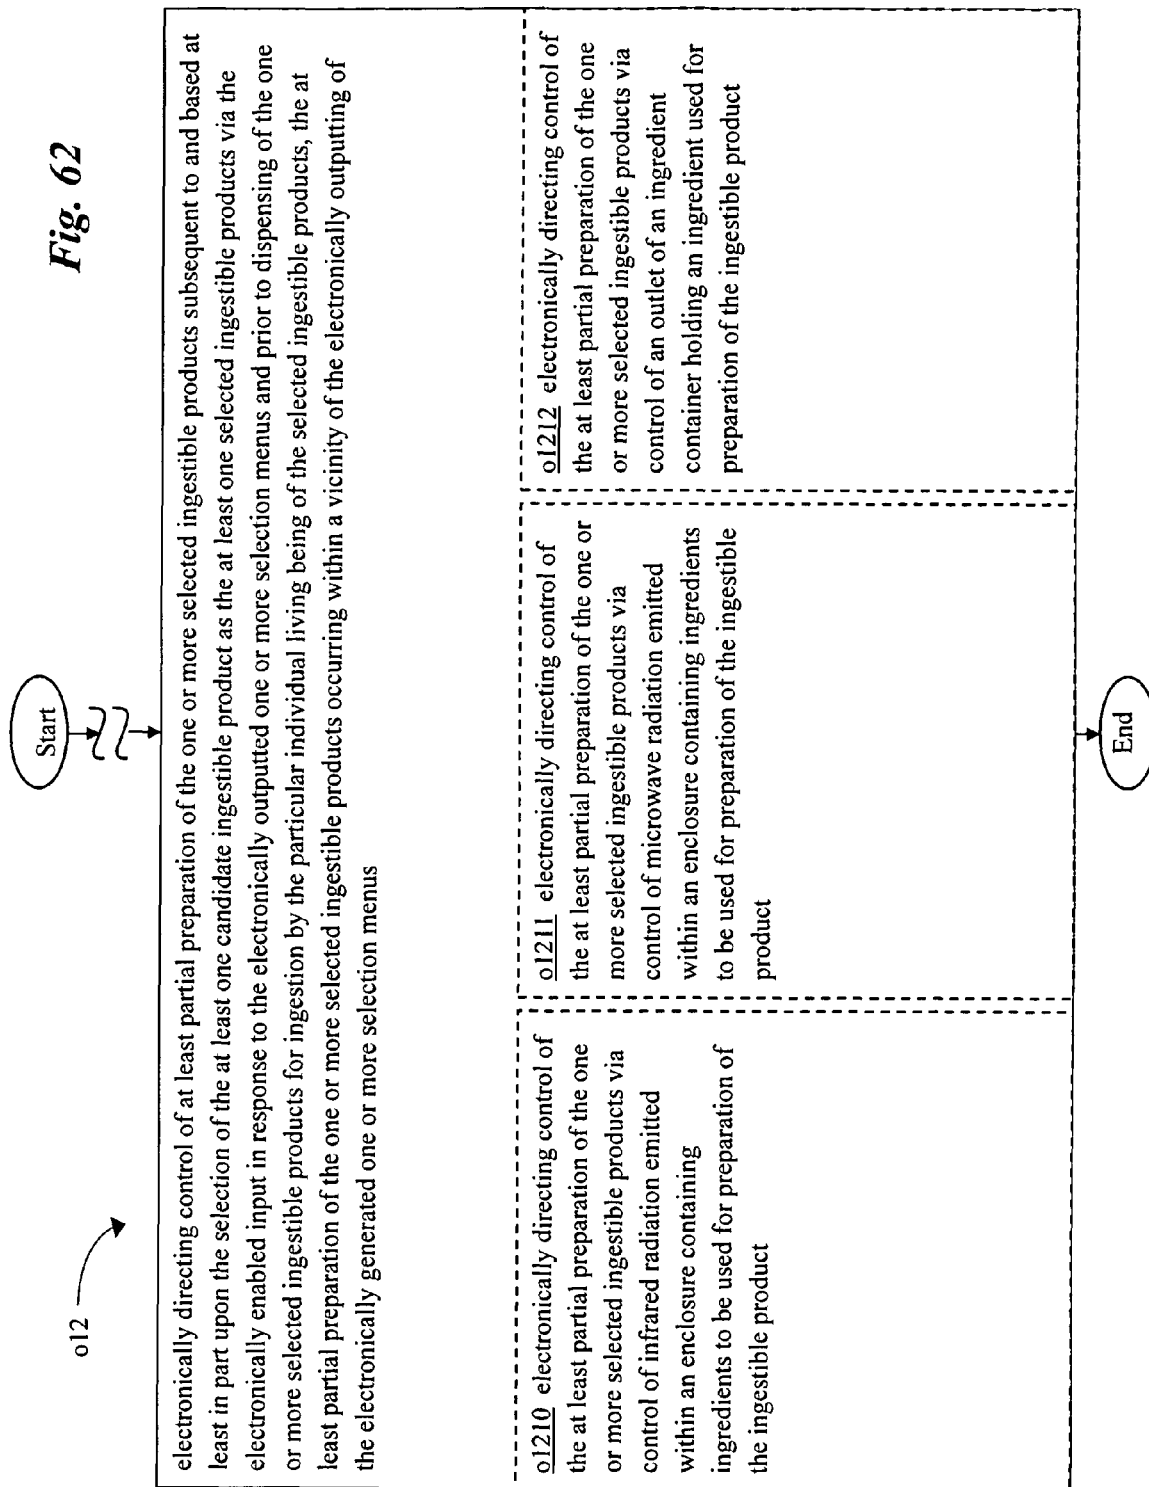 Fig. 62
o12
Start
electronically directing control of at least partial preparation of the one or more selected ingestible products subsequent to and based at
least in part upon the selection of the at least one candidate ingestible product as the at least one selected ingestible products via the
electronically enabled input in response to the electronically outputted one or more selection menus and prior to dispensing of the one
or more selected ingestible products for ingestion by the particular individual living being of the selected ingestible products, the at
least partial preparation of the one or more selected ingestible products occurring within a vicinity of the electronically outputing of
the electronically generated one or more selection menus
o1210 electronically directing control of
the at least partial preparation of the one
or more selected ingestible products via
control of infrared radiation emitted
within an enclosure containing
ingredients to be used for preparation of
the ingestible product
o1211 electronically directing control of
the at least partial preparation of the one or
more selected ingestible products via
control of microwave radiation emitted
within an enclosure containing ingredients
to be used for preparation of the ingestible
product
o1212 electronically directing control of
the at least partial preparation of the one
or more selected ingestible products via
control of an outlet of an ingredient
container holding an ingredient used for
preparation of the ingestible product
End